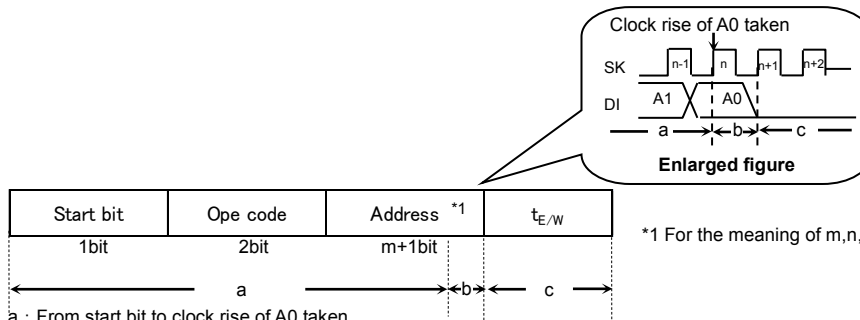 Clock rise of A0 taken
SK n-1 n n+1 n+2
DI A1 A0
a b c
Enlarged figure
Start bit Ope code Address *1 tE/W
1bit 2bit m+1bit
*1 For the meaning of m,n,
a b c
a : From start bit to clock rise of A0 taken